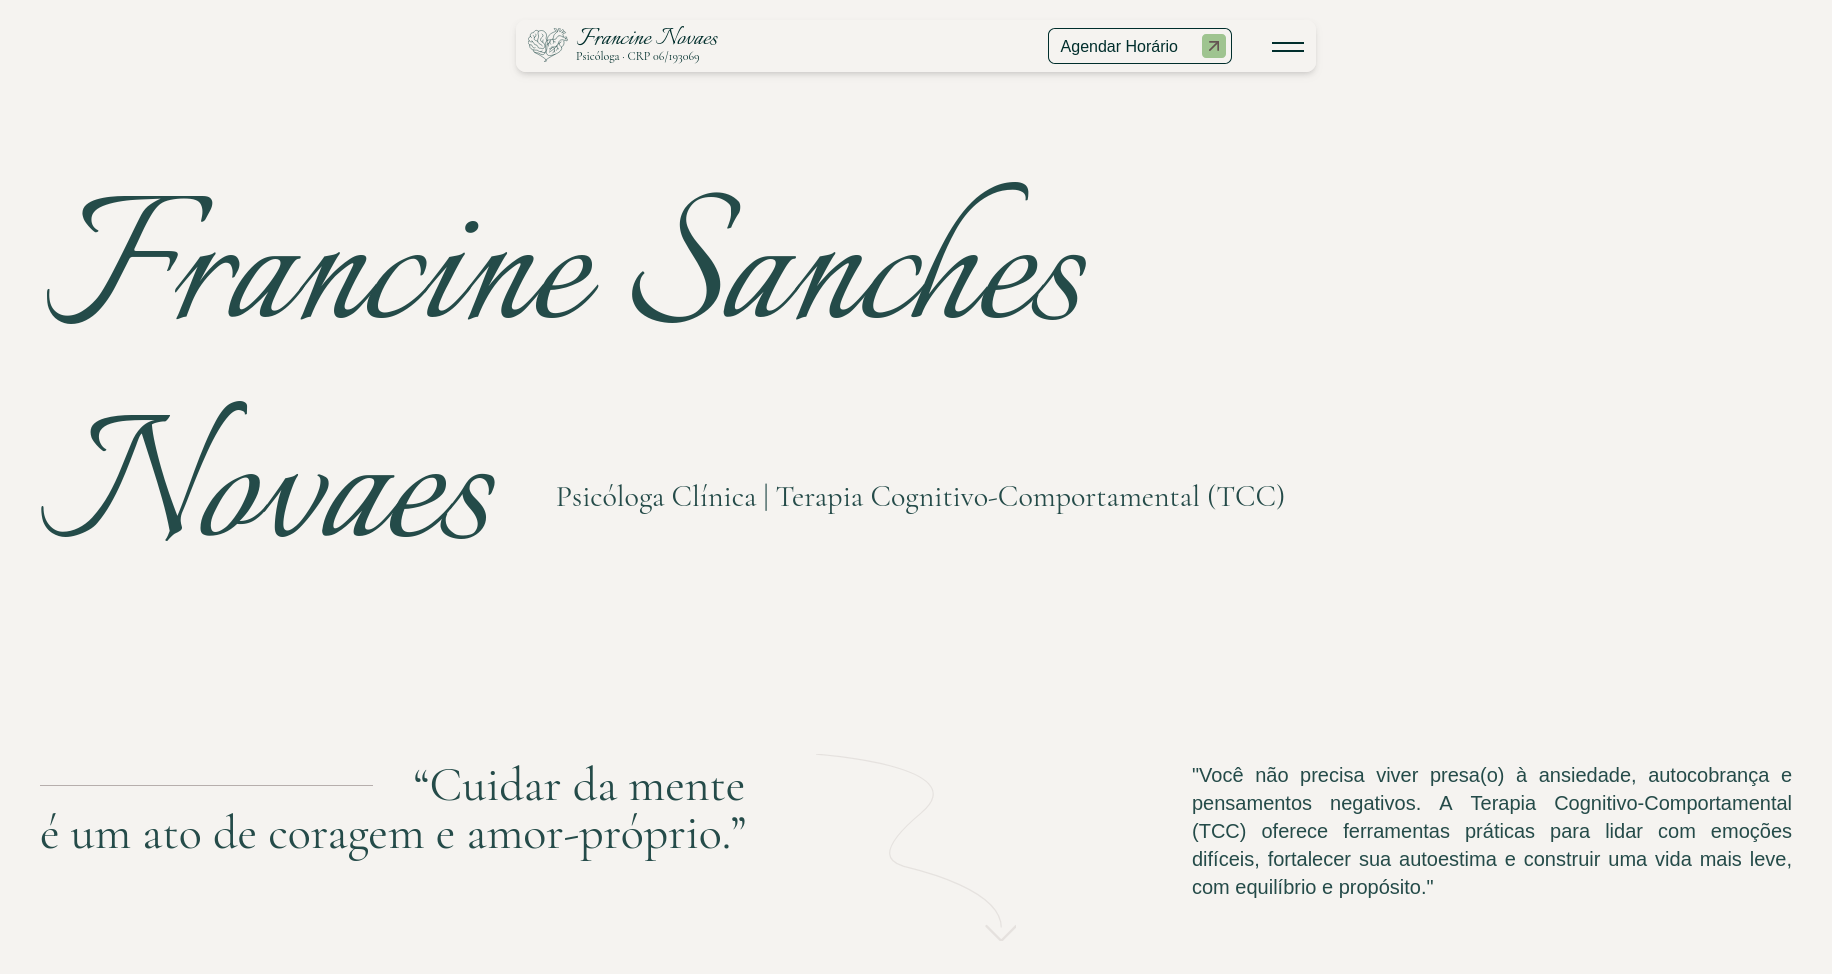 Francine Novaes
Psicóloga · CRP 06/193069
Agendar Horário
Francine Sanches
Novaes
Psicóloga Clínica | Terapia Cognitivo-Comportamental (TCC)
“Cuidar da mente
é um ato de coragem e amor-próprio.”
"Você não precisa viver presa(o) à ansiedade, autocobrança e
pensamentos negativos. A Terapia Cognitivo-Comportamental
(TCC) oferece ferramentas práticas para lidar com emoções
difíceis, fortalecer sua autoestima e construir uma vida mais leve,
com equilíbrio e propósito."